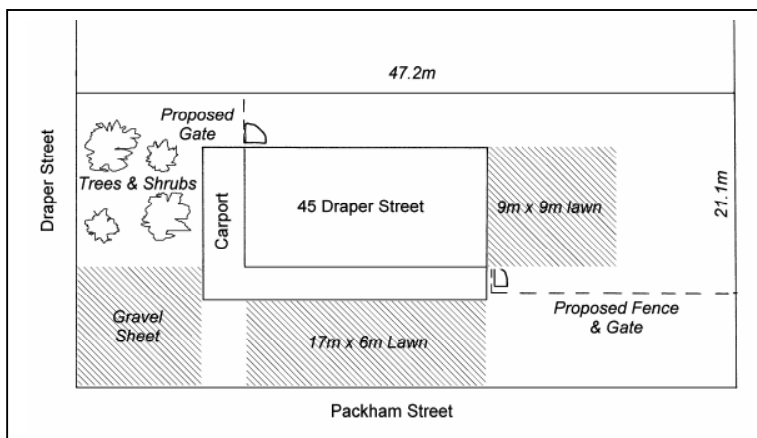 47.2m
Proposed
Gate
Trees & Shrubs
Draper Street
Carport
45 Draper Street
9m x 9m lawn
21.1m
Gravel
Sheet
17m x 6m Lawn
Proposed Fence
& Gate
Packham Street